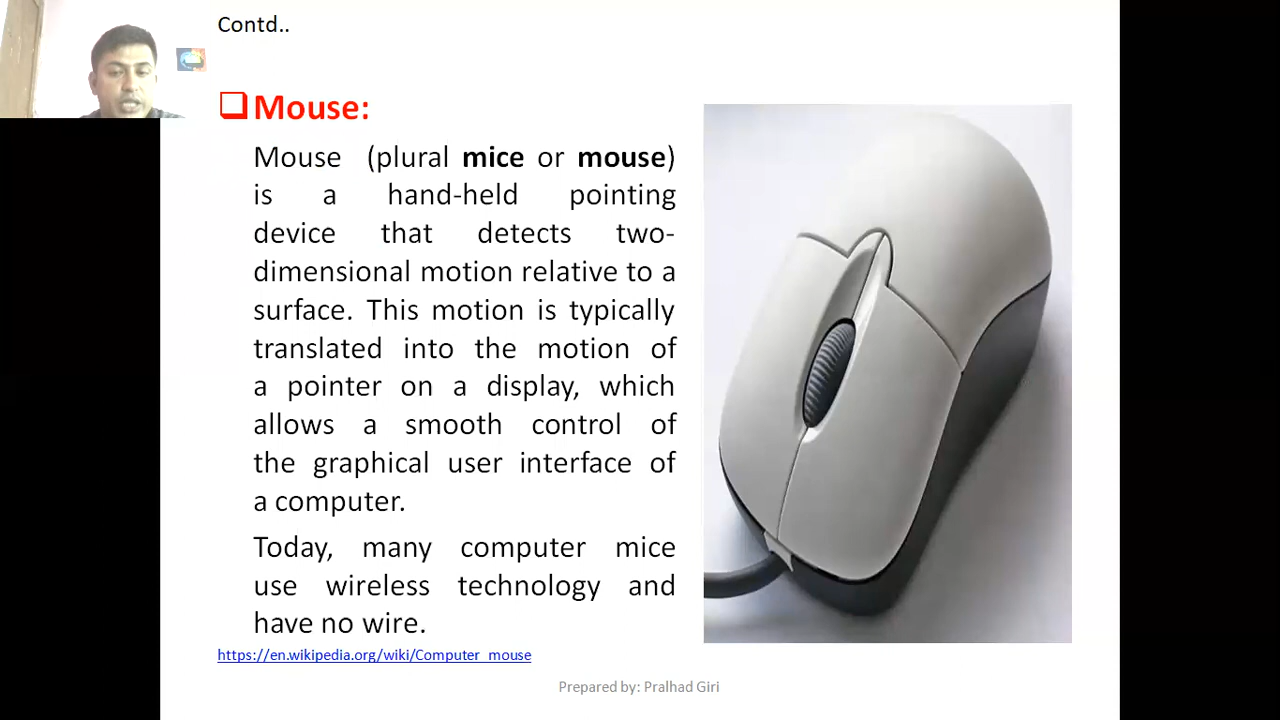 Contd..
❑Mouse:
Mouse (plural mice or mouse)
is a hand-held pointing
device that detects two-
dimensional motion relative to a
surface. This motion is typically
translated into the motion of
a pointer on a display, which
allows a smooth control of
the graphical user interface of
a computer.
Today, many computer mice
use wireless technology and
have no wire.
https://en.wikipedia.org/wiki/Computer_mouse
Prepared by: Pralhad Giri